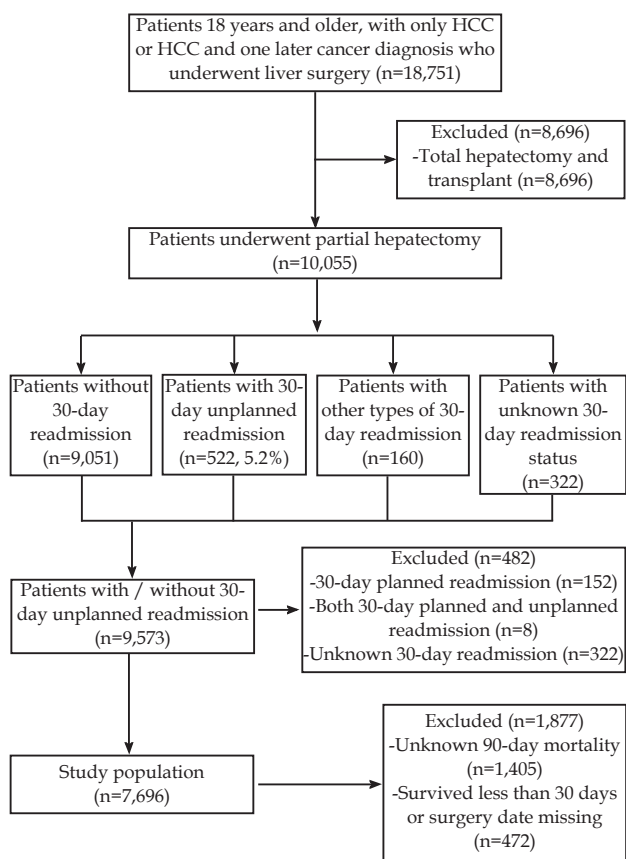 Patients 18 years and older, with only HCC
or HCC and one later cancer diagnosis who
underwent liver surgery (n=18,751)
Excluded (n=8,696)
-Total hepatectomy and
transplant (n=8,696)
Patients underwent partial hepatectomy
(n=10,055)
Patients without
30-day
readmission
(n=9,051)
Patients with 30-
day unplanned
readmission
(n=522, 5.2%)
Patients with
other types of 30-
day readmission
(n=160)
Patients with
unknown 30-
day readmission
status
(n=322)
Patients with / without 30-
day unplanned readmission
(n=9,573)
Excluded (n=482)
-30-day planned readmission (n=152)
-Both 30-day planned and unplanned
readmission (n=8)
-Unknown 30-day readmission (n=322)
Study population
(n=7,696)
Excluded (n=1,877)
-Unknown 90-day mortality
(n=1,405)
-Survived less than 30 days
or surgery date missing
(n=472)